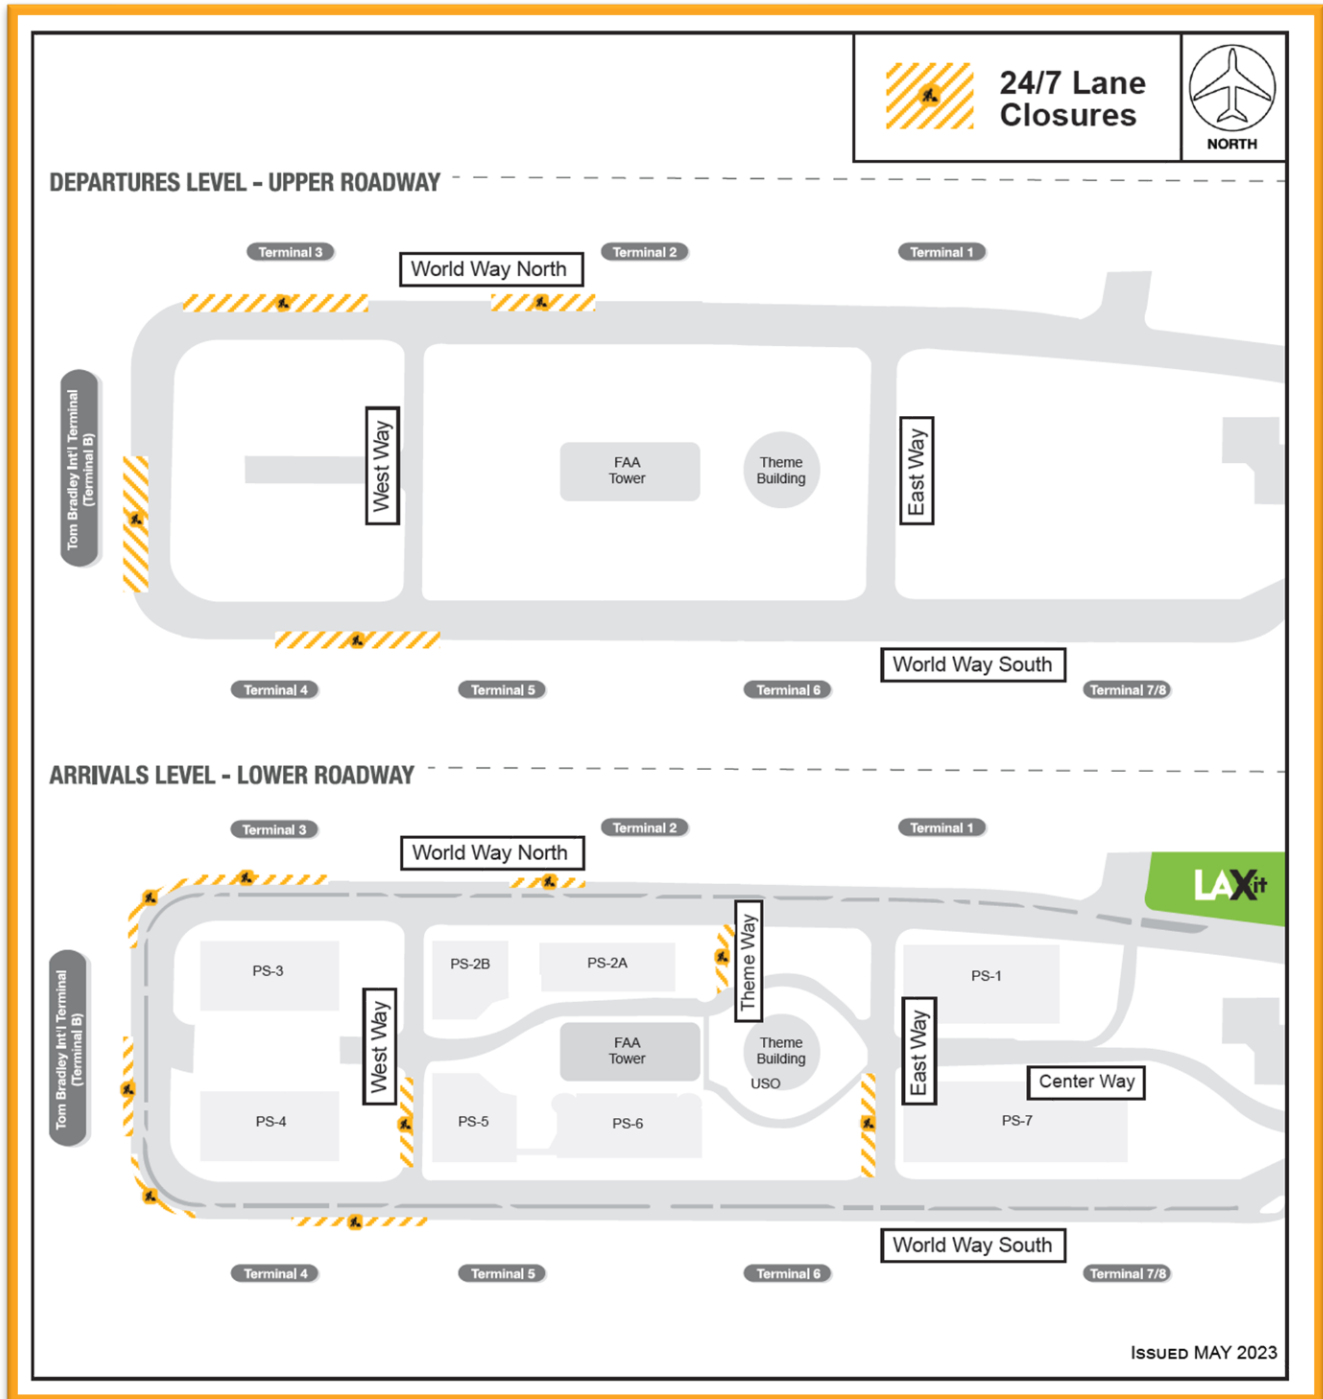 24/7 Lane
Closures
NORTH
DEPARTURES LEVEL - UPPER ROADWAY
Terminal 3
World Way North
Terminal 2
Terminal 1
Tom Bradley Int'l Terminal
(Terminal B)
West Way
FAA
Tower
Theme
Building
East Way
World Way South
Terminal 4
Terminal 5
Terminal 6
Terminal 7/8
ARRIVALS LEVEL - LOWER ROADWAY
Terminal 3
World Way North
Terminal 2
Terminal 1
LAXit
PS-3
PS-2B
PS-2A
Theme Way
PS-1
Tom Bradley Int'l Terminal
(Terminal B)
West Way
FAA
Tower
Theme
Building
USO
East Way
Center Way
PS-4
PS-5
PS-6
PS-7
World Way South
Terminal 4
Terminal 5
Terminal 6
Terminal 7/8
ISSUED MAY 2023